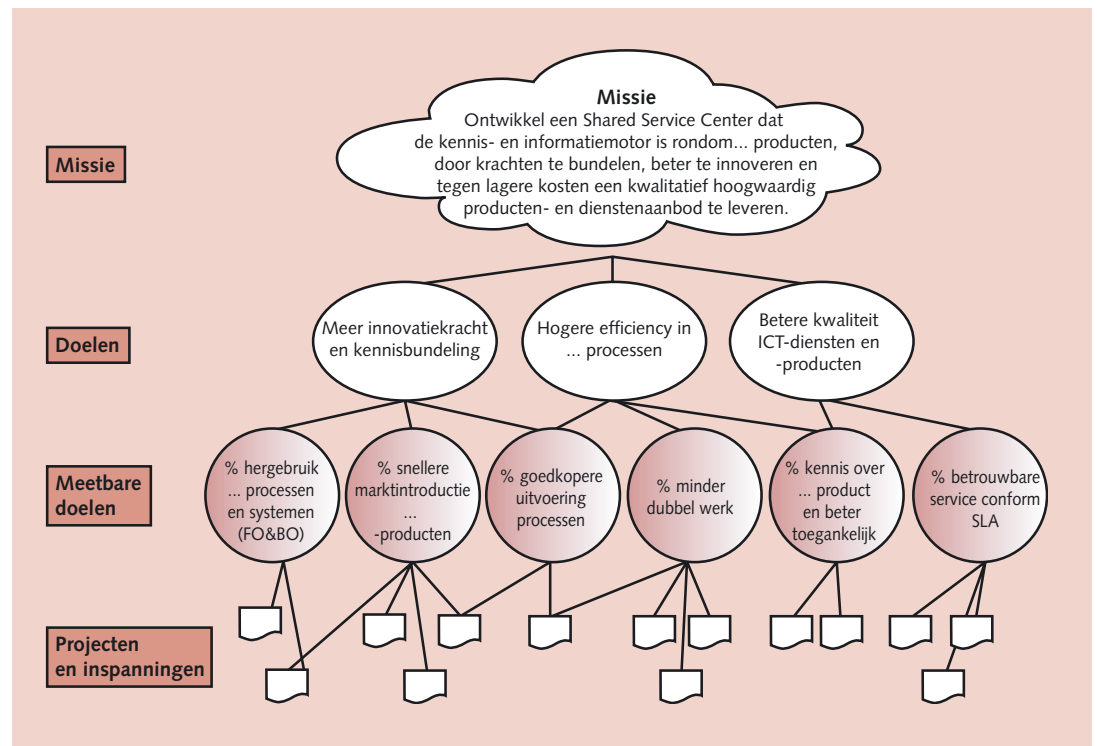 Missie
Missie
Ontwikkel een Shared Service Center dat
de kennis- en informatiemotor is rondom... producten,
door krachten te bundelen, beter te innoveren en
tegen lagere kosten een kwalitatief hoogwaardig
producten- en dienstenaanbod te leveren.
Doelen
Meer innovatiekracht
en kennisbundeling
Hogere efficiency in
... processen
Betere kwaliteit
ICT-diensten en
-producten
Meetbare
doelen
% hergebruik
... processen
en systemen
(FO&BO)
% snellere
marktintroductie
...
-producten
% goedkopere
uitvoering
processen
% minder
dubbel werk
% kennis over
... product
en beter
toegankelijk
% betrouwbare
service conform
SLA
Projecten
en inspanningen